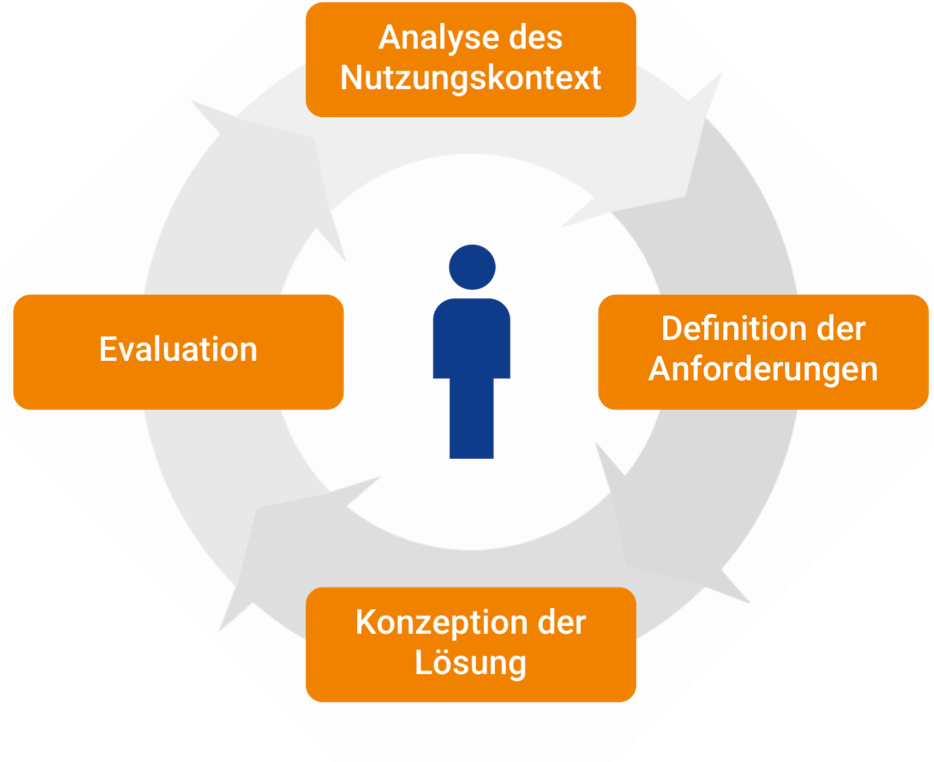 Analyse des
Nutzungskontext
Evaluation
Definition der
Anforderungen
Konzeption der
Lösung